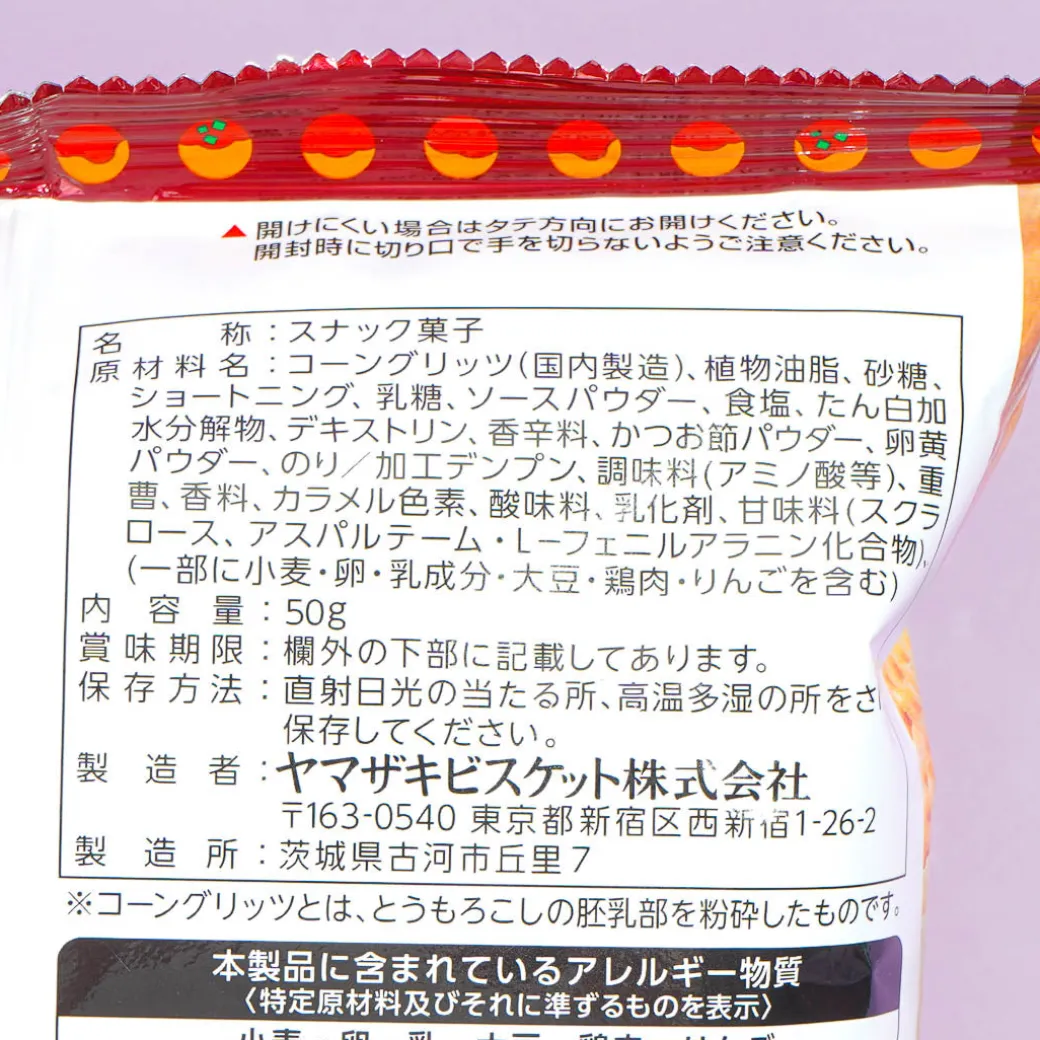 ▲開けにくい場合はタテ方向にお開けください。
開封時に切り口で手を切らないようご注意ください。
名称：スナック菓子
原材料名：コーングリッツ（国内製造）、植物油脂、砂糖、
ショートニング、乳糖、ソースパウダー、食塩、たん白加
水分解物、デキストリン、香辛料、かつお節パウダー、卵黄
パウダー、のり／加工デンプン、調味料（アミノ酸等）、重
曹、香料、カラメル色素、酸味料、乳化剤、甘味料（スクラ
ロース、アスパルテーム・L－フェニルアラニン化合物）、
（一部に小麦・卵・乳成分・大豆・鶏肉・りんごを含む）
内容量：50g
賞味期限：欄外の下部に記載してあります。
保存方法：直射日光の当たる所、高温多湿の所をさ
保存してください。
製造者：ヤマザキビスケット株式会社
〒163-0540 東京都新宿区西新宿1-26-2
製造所：茨城県古河市丘里7
※コーングリッツとは、とうもろこしの胚乳部を粉砕したものです。
本製品に含まれているアレルギー物質
〈特定原材料及びそれに準ずるものを表示〉
小麦・卵・乳・大豆・鶏肉・りんご